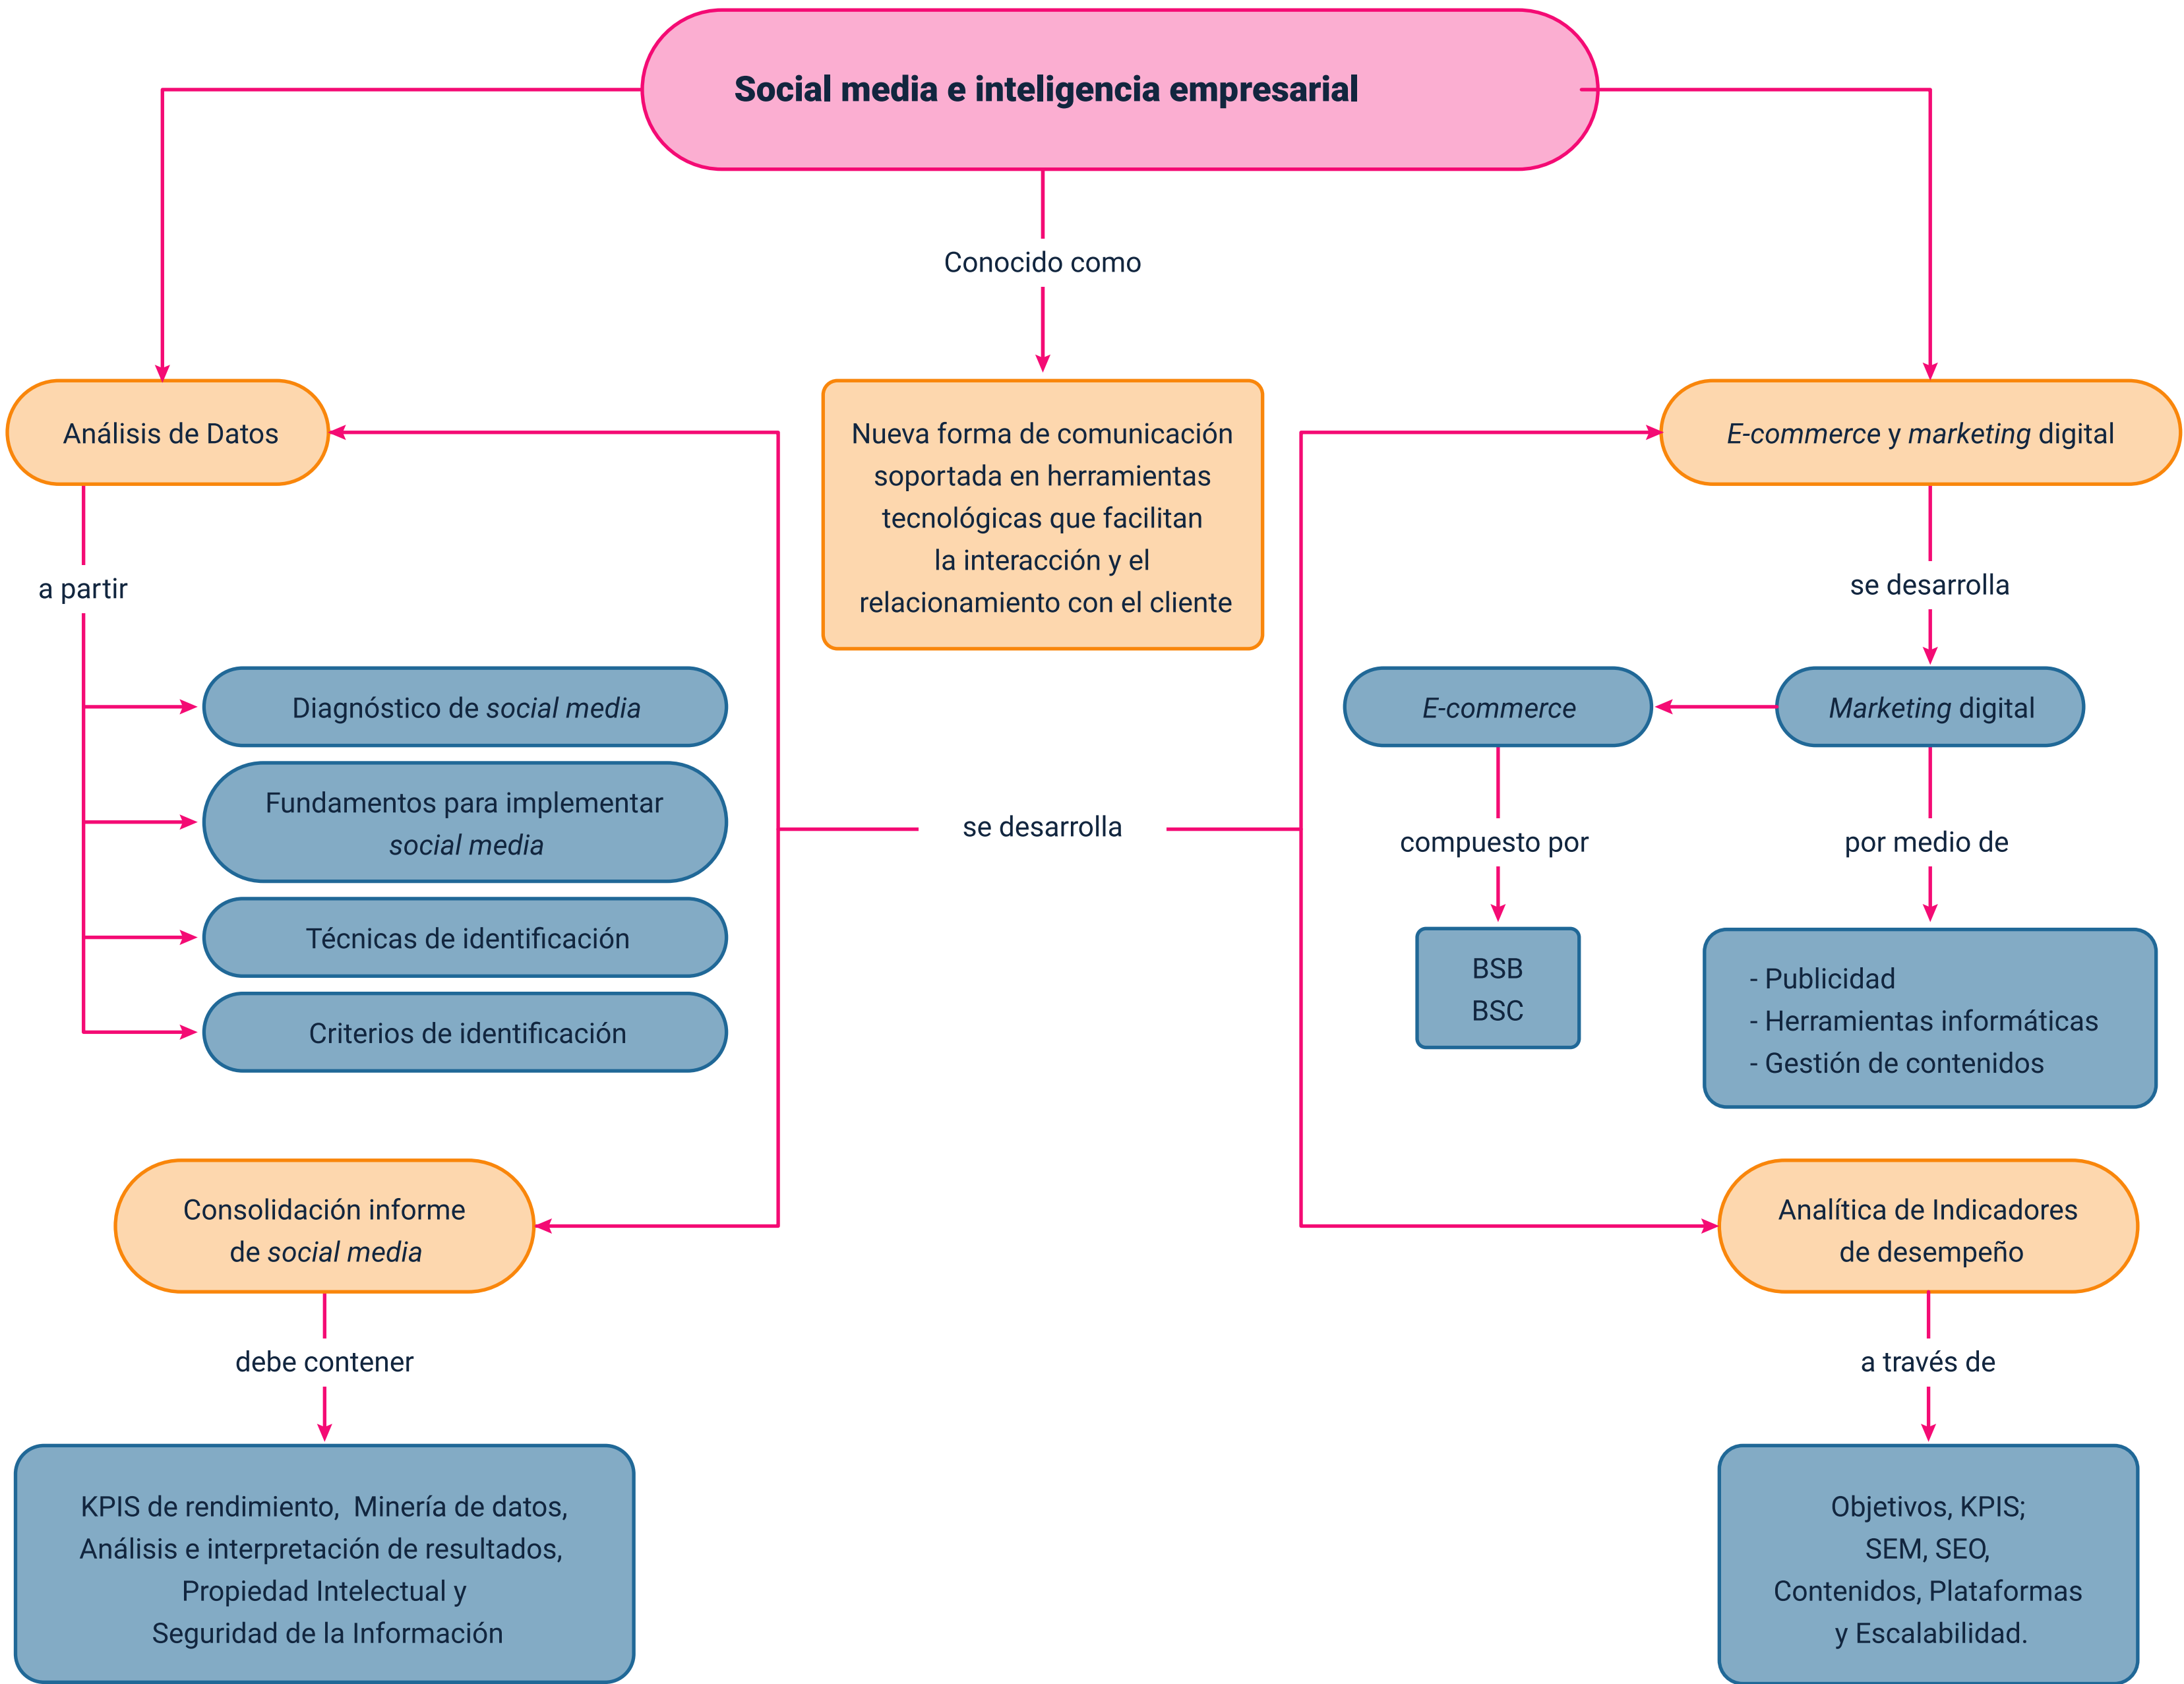 Social media e inteligencia empresarial
Conocido como
Análisis de Datos
Nueva forma de comunicación
soportada en herramientas
tecnológicas que facilitan
la interacción y el
relacionamiento con el cliente
E-commerce y marketing digital
a partir
se desarrolla
Diagnóstico de social media
Fundamentos para implementar
social media
Técnicas de identificación
Criterios de identificación
se desarrolla
E-commerce
Marketing digital
compuesto por
por medio de
BSB
BSC
- Publicidad
- Herramientas informáticas
- Gestión de contenidos
Consolidación informe
de social media
Analítica de Indicadores
de desempeño
debe contener
a través de
KPIS de rendimiento,  Minería de datos,
Análisis e interpretación de resultados,
Propiedad Intelectual y
Seguridad de la Información
Objetivos, KPIS;
SEM, SEO,
Contenidos, Plataformas
y Escalabilidad.